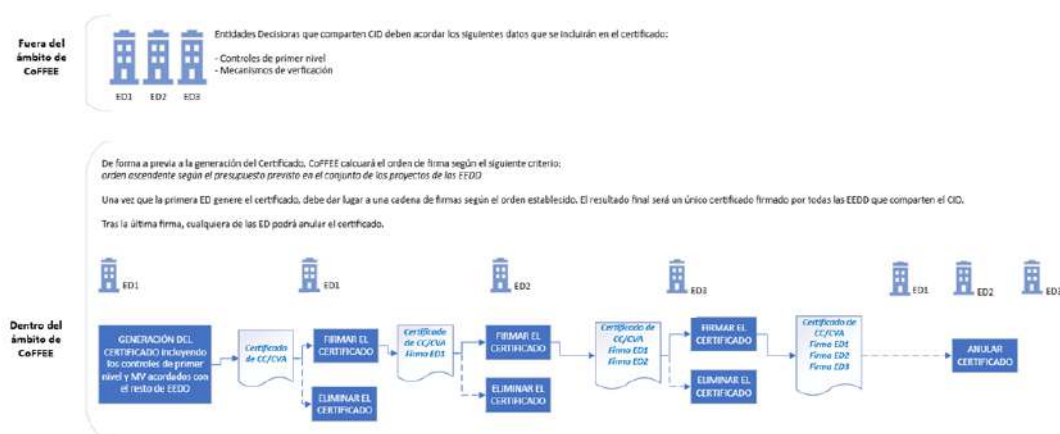 Fuera del
ámbito de
CoFFEE
Entidades Decisoras que comparten CID deben acordar los siguientes datos que se incluirán en el certificado:
- Controles de primer nivel
- Mecanismos de verficación
ED1 ED2 ED3
De forma a previa a la generación del Certificado, CoFFEE calcuará el orden de firma según el siguiente criterio:
orden ascendente según el presupuesto previsto en el conjunto de los proyectos de las EEDD
Una vez que la primera ED genere el certificado, debe dar lugar a una cadena de firmas según el orden establecido. El resultado final será un único certificado firmado por todas las EEDD que comparten el CID.
Tras la última firma, cualquiera de las ED podrá anular el certificado.
ED1
ED1
ED2
ED3
ED1
ED2
ED3
Dentro del
ámbito de
CoFFEE
GENERACIÓN DEL
CERTIFICADO incluyendo
los controles de primer
nivel y MV acordados con
el resto de EEDD
Certificado
de CC/CVA
FIRMAR EL
CERTIFICADO
ELIMINAR EL
CERTIFICADO
Certificado
de CC/CVA
Firma ED1
FIRMAR EL
CERTIFICADO
ELIMINAR EL
CERTIFICADO
Certificado de
CC/CVA
Firma ED1
Firma ED2
FIRMAR EL
CERTIFICADO
ELIMINAR EL
CERTIFICADO
Certificado de
CC/CVA
Firma ED1
Firma ED2
Firma ED3
ANULAR
CERTIFICADO